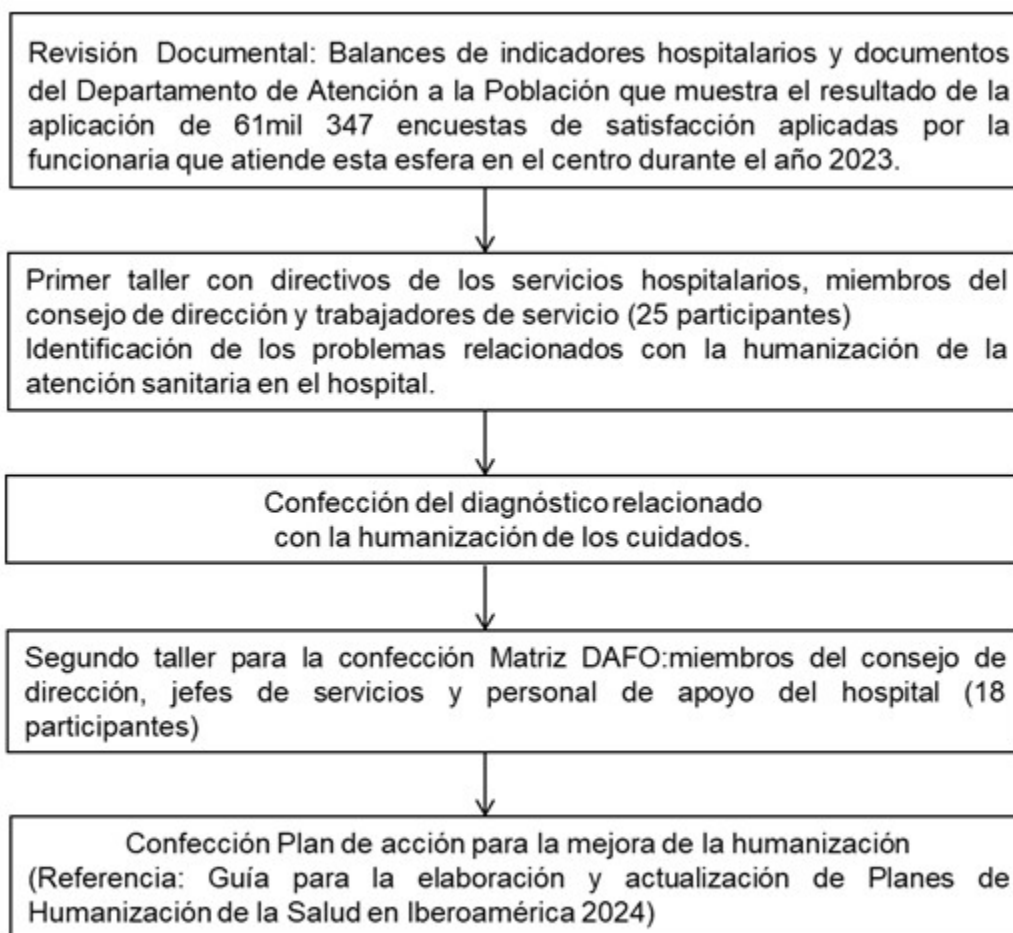 Revisión Documental: Balances de indicadores hospitalarios y documentos
del Departamento de Atención a la Población que muestra el resultado de la
aplicación de 61mil 347 encuestas de satisfacción aplicadas por la
funcionaria que atiende esta esfera en el centro durante el año 2023.
Primer taller con directivos de los servicios hospitalarios, miembros del
consejo de dirección y trabajadores de servicio (25 participantes)
Identificación de los problemas relacionados con la humanización de la
atención sanitaria en el hospital.
Confección del diagnóstico relacionado
con la humanización de los cuidados.
Segundo taller para la confección Matriz DAFO:miembros del consejo de
dirección, jefes de servicios y personal de apoyo del hospital (18
participantes)
Confección Plan de acción para la mejora de la humanización
(Referencia: Guía para la elaboración y actualización de Planes de
Humanización de la Salud en Iberoamérica 2024)